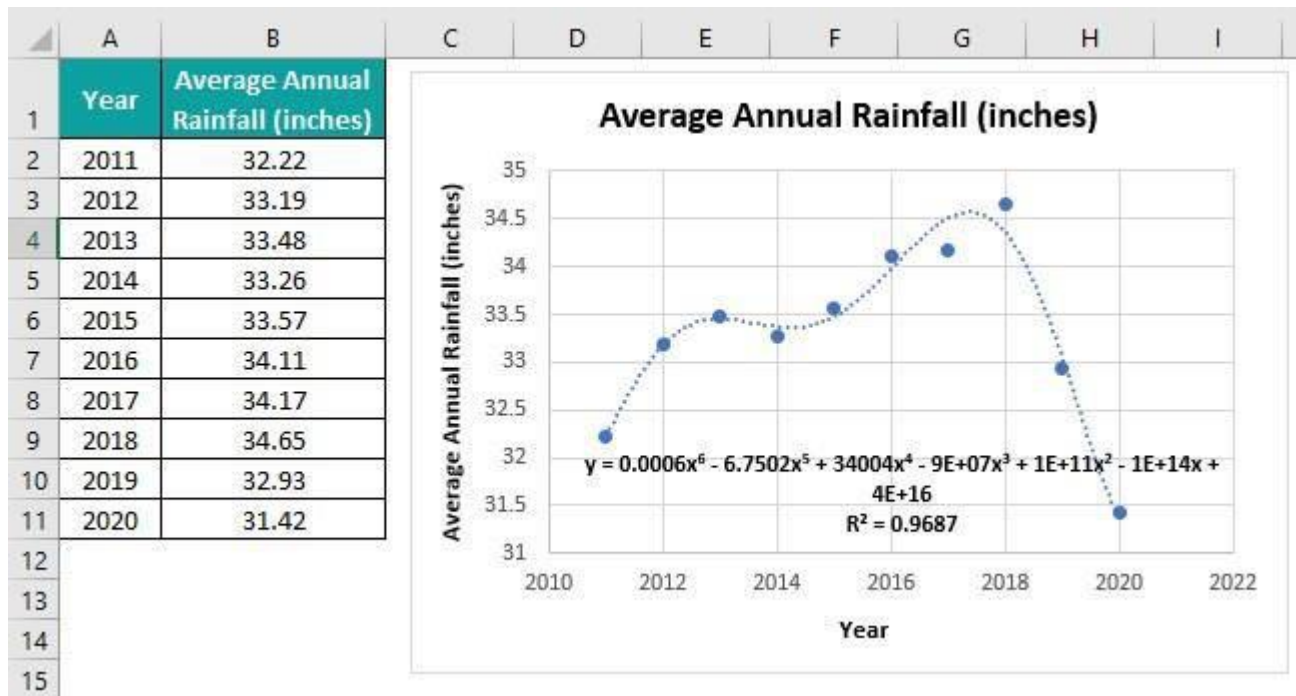 A B C D E F G H I
1 Year Average Annual
Rainfall (inches)
2 2011 32.22
3 2012 33.19
4 2013 33.48
5 2014 33.26
6 2015 33.57
7 2016 34.11
8 2017 34.17
9 2018 34.65
10 2019 32.93
11 2020 31.42
12
13
14
15
Average Annual Rainfall (inches)
Average Annual Rainfall (inches)
35
34.5
34
33.5
33
32.5
32
31.5
31
y = 0.0006x⁶ - 6.7502x⁵ + 34004x⁴ - 9E+07x³ + 1E+11x² - 1E+14x +
4E+16
R² = 0.9687
2010 2012 2014 2016 2018 2020 2022
Year